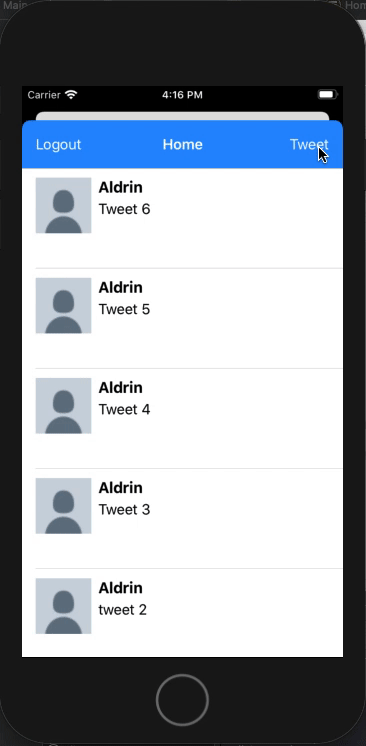 Main
Hom
Carrier 4:16 PM
Logout Home Tweet
Aldrin
Tweet 6
Aldrin
Tweet 5
Aldrin
Tweet 4
Aldrin
Tweet 3
Aldrin
tweet 2